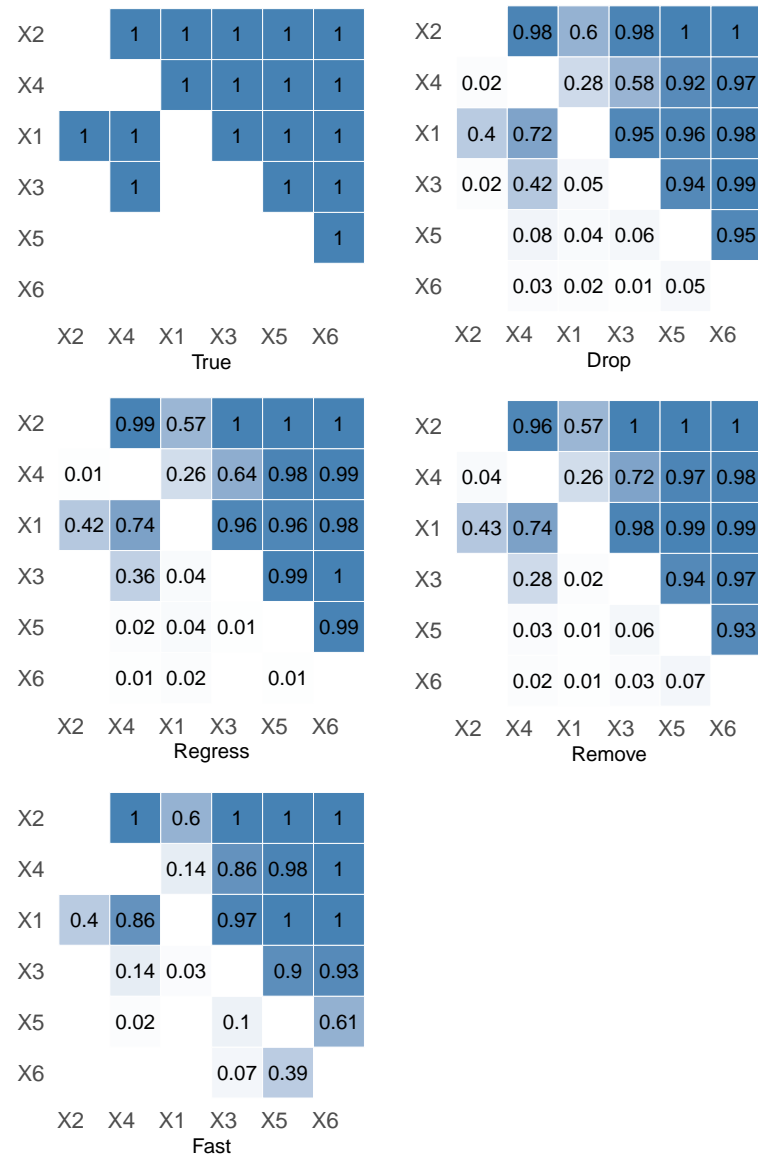 X2 1 1 1 1 1
X4 1 1 1 1
X1 1 1 1 1 1
X3 1 1 1
X5 1
X6
X2 X4 X1 X3 X5 X6
True
X2 0.98 0.6 0.98 1 1
X4 0.02 0.28 0.58 0.92 0.97
X1 0.4 0.72 0.95 0.96 0.98
X3 0.02 0.42 0.05 0.94 0.99
X5 0.08 0.04 0.06 0.95
X6 0.03 0.02 0.01 0.05
X2 X4 X1 X3 X5 X6
Drop
X2 0.99 0.57 1 1 1
X4 0.01 0.26 0.64 0.98 0.99
X1 0.42 0.74 0.96 0.96 0.98
X3 0.36 0.04 0.99 1
X5 0.02 0.04 0.01 0.99
X6 0.01 0.02 0.01
X2 X4 X1 X3 X5 X6
Regress
X2 0.96 0.57 1 1 1
X4 0.04 0.26 0.72 0.97 0.98
X1 0.43 0.74 0.98 0.99 0.99
X3 0.28 0.02 0.94 0.97
X5 0.03 0.01 0.06 0.93
X6 0.02 0.01 0.03 0.07
X2 X4 X1 X3 X5 X6
Remove
X2 1 0.6 1 1 1
X4 0.14 0.86 0.98 1
X1 0.4 0.86 0.97 1 1
X3 0.14 0.03 0.9 0.93
X5 0.02 0.1 0.61
X6 0.07 0.39
X2 X4 X1 X3 X5 X6
Fast